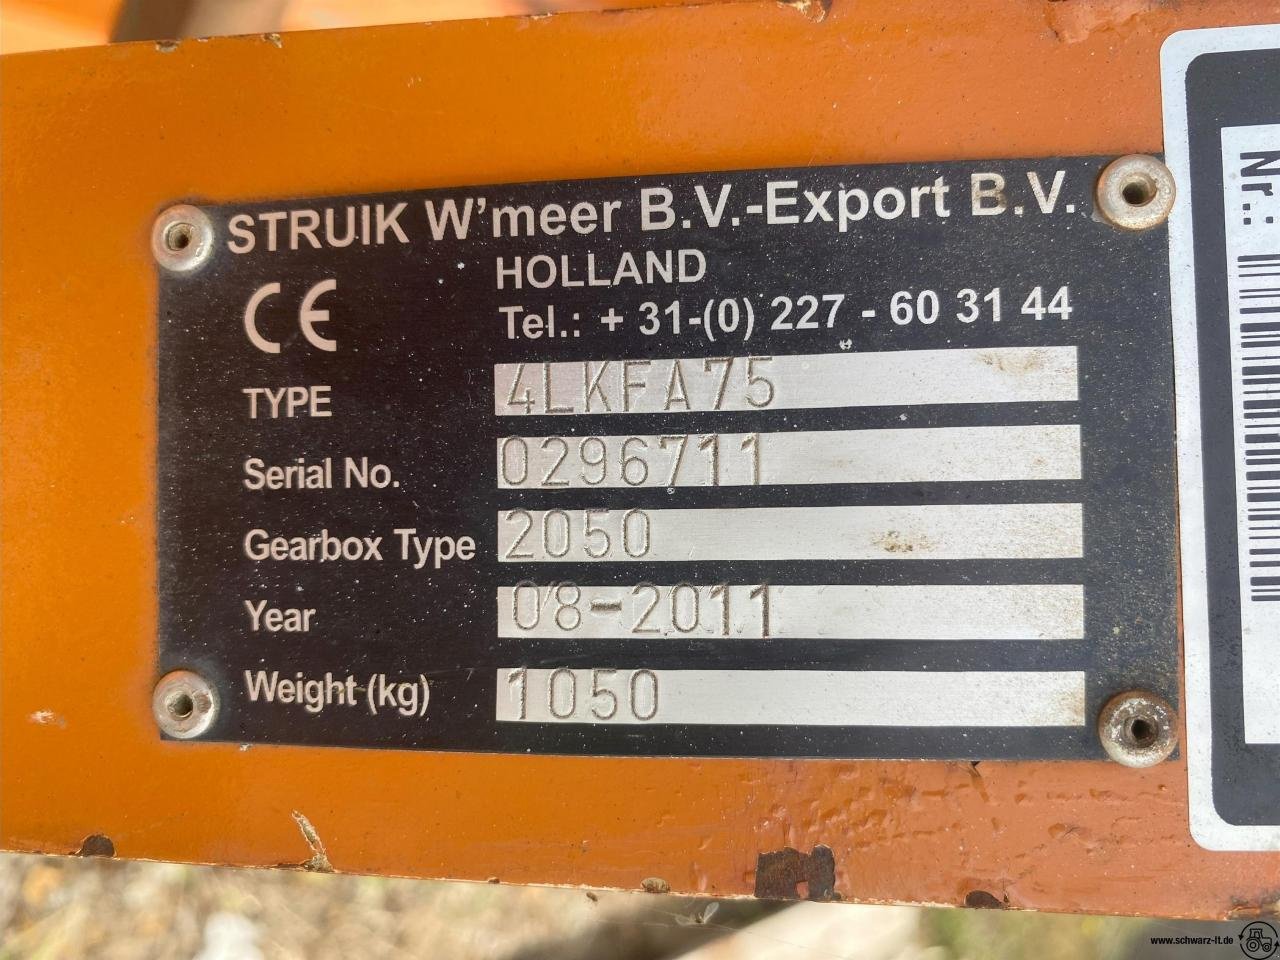 STRUIK W'meer B.V.-Export B.V.
HOLLAND
CE
Tel.: + 31-(0) 227 - 60 31 44
TYPE 4LKFA75
Serial No. 0296711
Gearbox Type 2050
Year 08-2011
Weight (kg) 1050
Nr.:
www.schwarz-lt.de